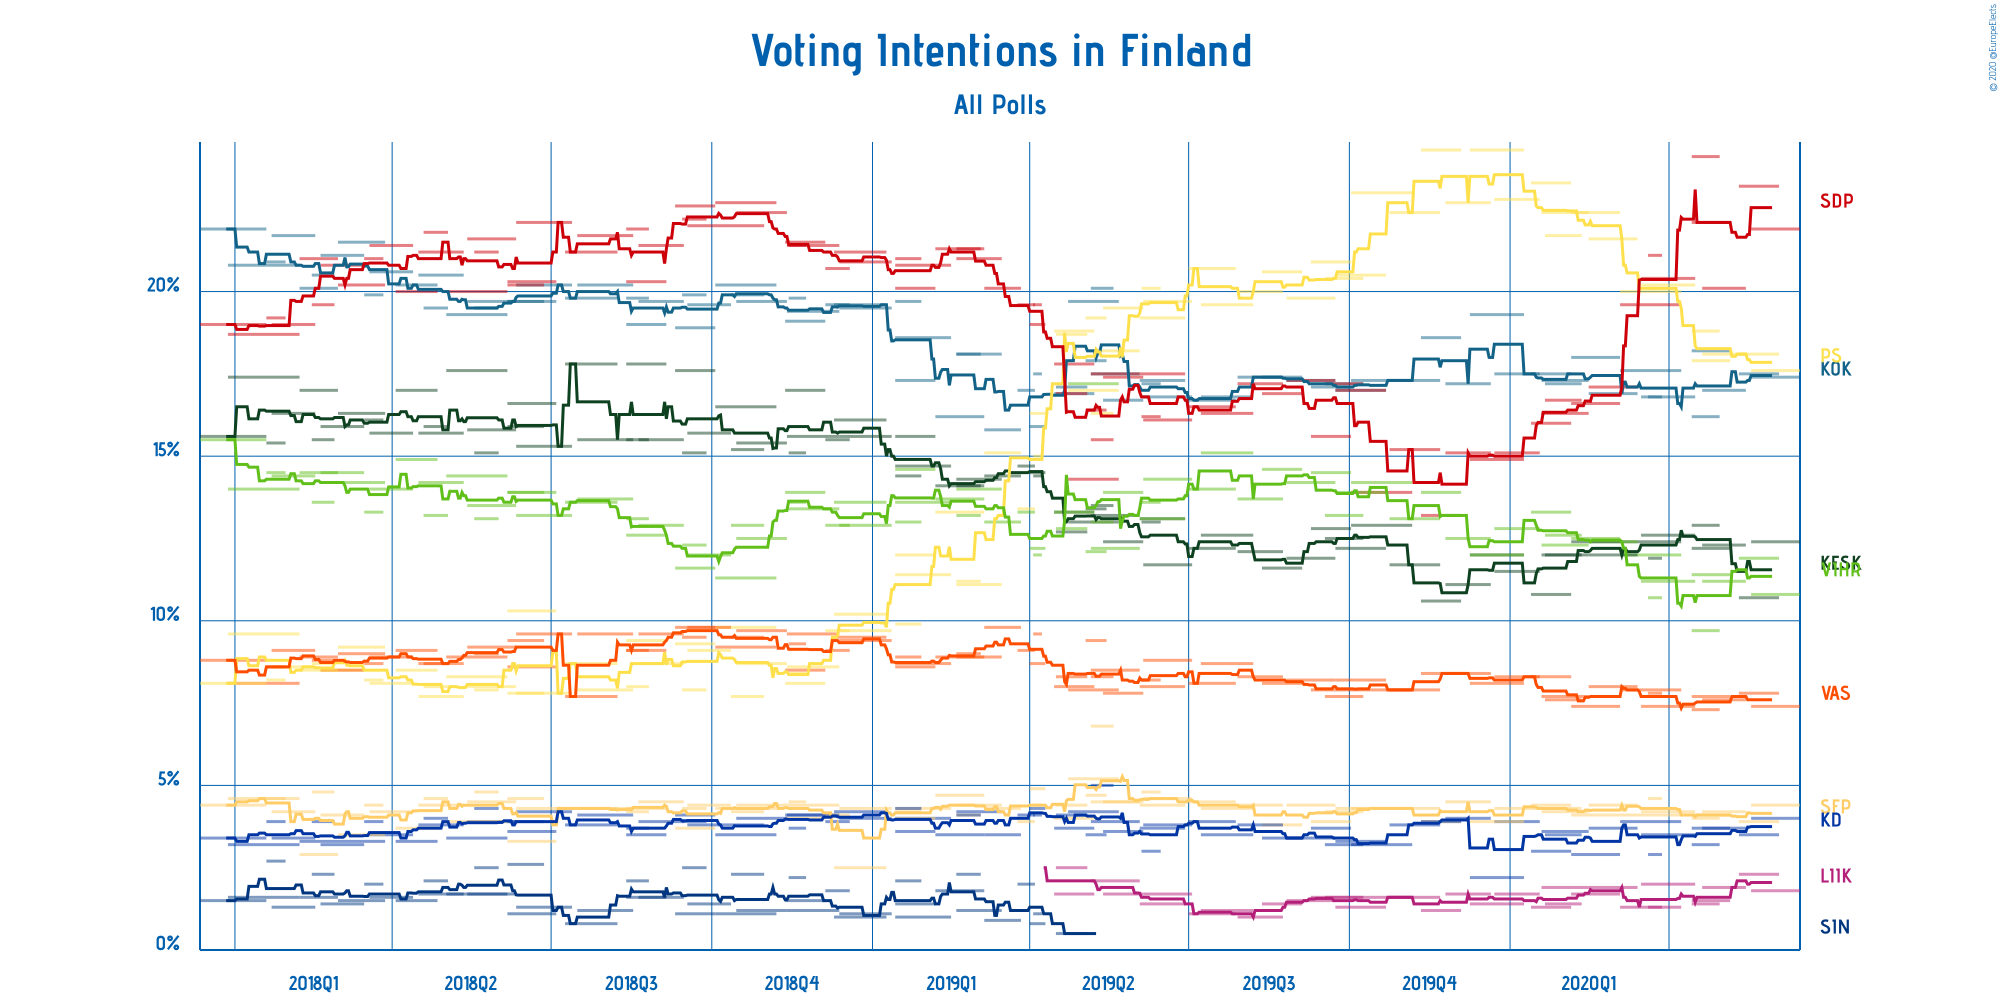 Voting Intentions in Finland
All Polls
© 2020 @EuropeElects
20%
15%
10%
5%
0%
SDP
PS
KOK
KESK
VIHR
VAS
SFP
KD
LIIK
SIN
2018Q1 2018Q2 2018Q3 2018Q4 2019Q1 2019Q2 2019Q3 2019Q4 2020Q1